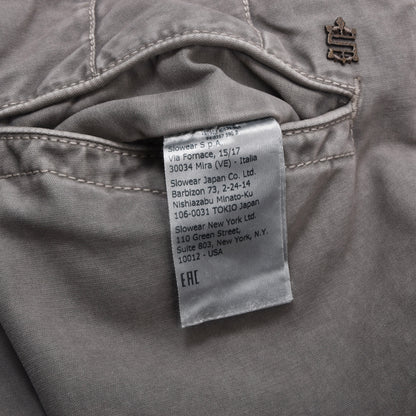 Slowear S.p.A.
Via Fornace, 15/17
30034 Mira (VE) - Italia
Slowear Japan Co. Ltd.
Barbizon 73, 2-24-14
Nishiazabu Minato-Ku
106-0031 TOKIO Japan
Slowear New York Ltd.
110 Green Street,
Suite 803, New York, N.Y.
10012 - USA
EAC